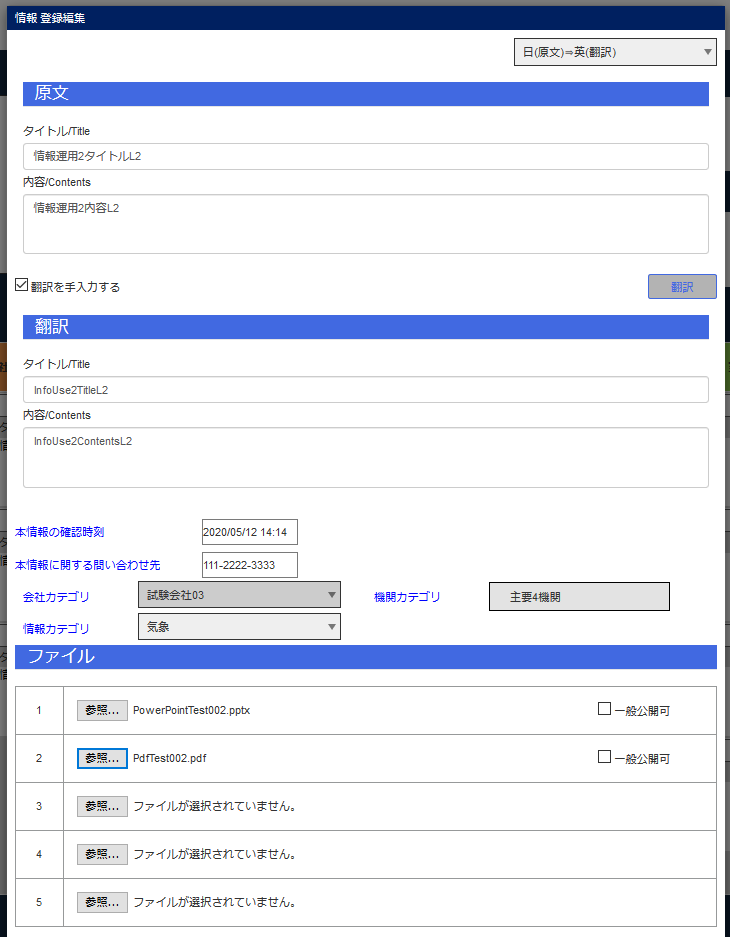 情報 登録編集
日(原文)⇒英(翻訳)
原文
タイトル/Title
情報運用2タイトルL2
内容/Contents
情報運用2内容L2
翻訳を手入力する
翻訳
翻訳
タイトル/Title
InfoUse2TitleL2
内容/Contents
InfoUse2ContentsL2
本情報の確認時刻 2020/05/12 14:14
本情報に関する問い合わせ先 111-2222-3333
会社カテゴリ 試験会社03 機関カテゴリ 主要4機関
情報カテゴリ 気象
ファイル
1 参照... PowerPointTest002.pptx 一般公開可
2 参照... PdfTest002.pdf 一般公開可
3 参照... ファイルが選択されていません。
4 参照... ファイルが選択されていません。
5 参照... ファイルが選択されていません。